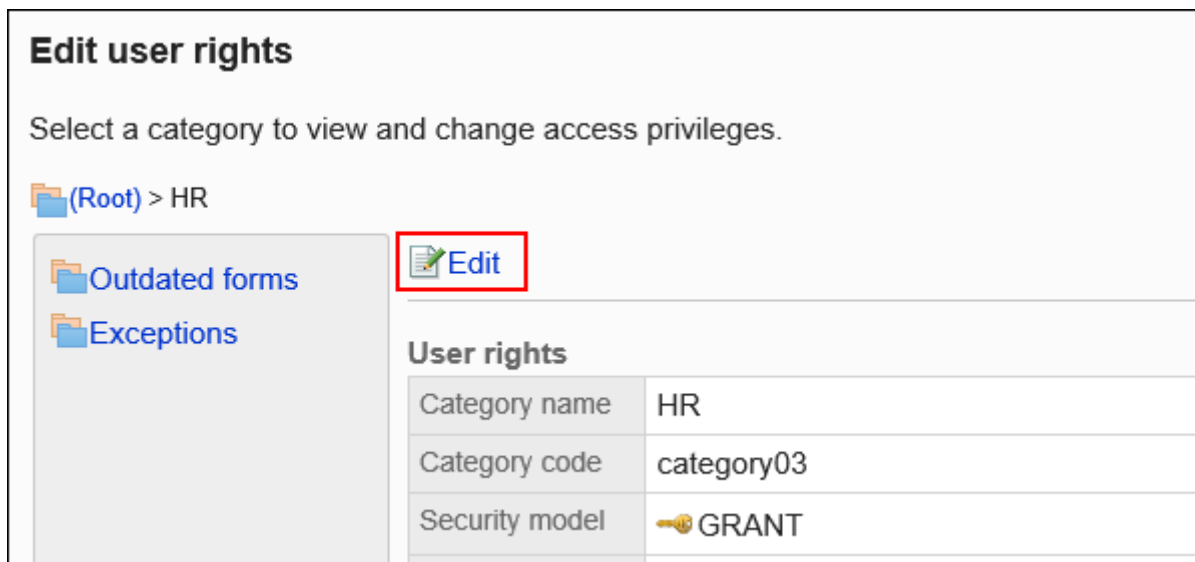 Edit user rights
Select a category to view and change access privileges.
(Root) > HR
Outdated forms
Exceptions
Edit
User rights
Category name HR
Category code category03
Security model GRANT